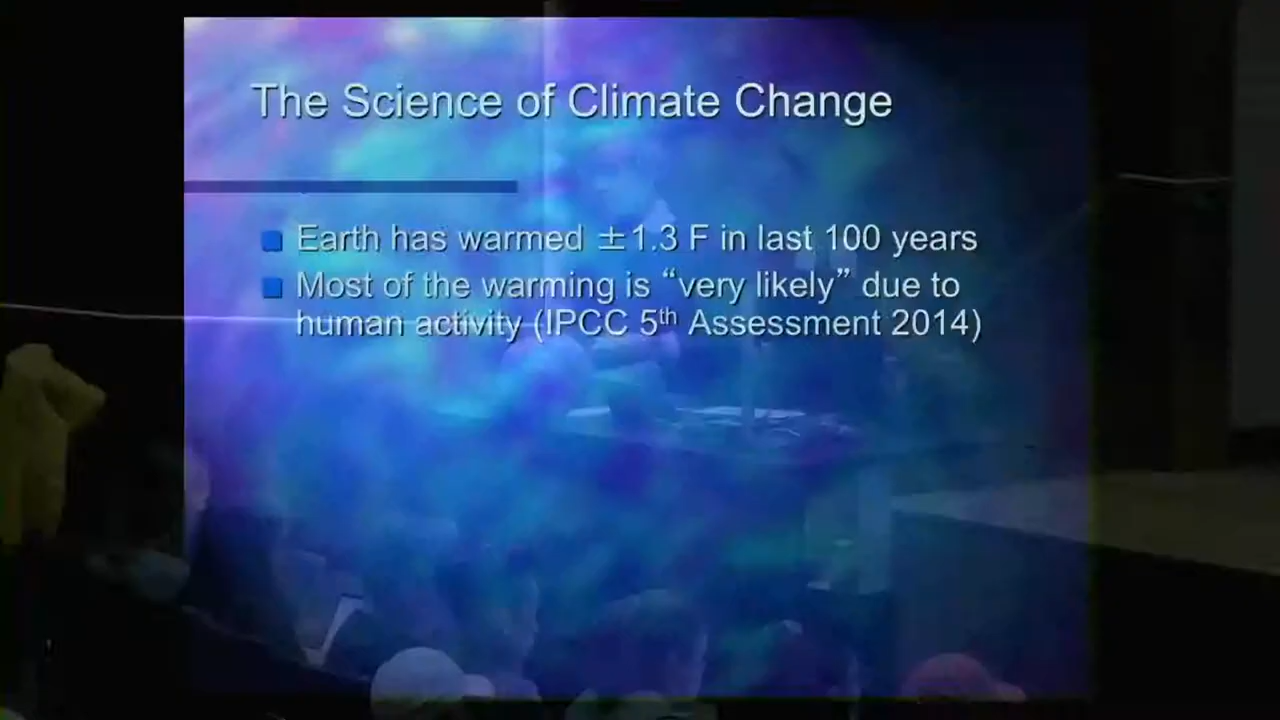 The Science of Climate Change
Earth has warmed ±1.3 F in last 100 years
Most of the warming is “very likely” due to
human activity (IPCC 5th Assessment 2014)